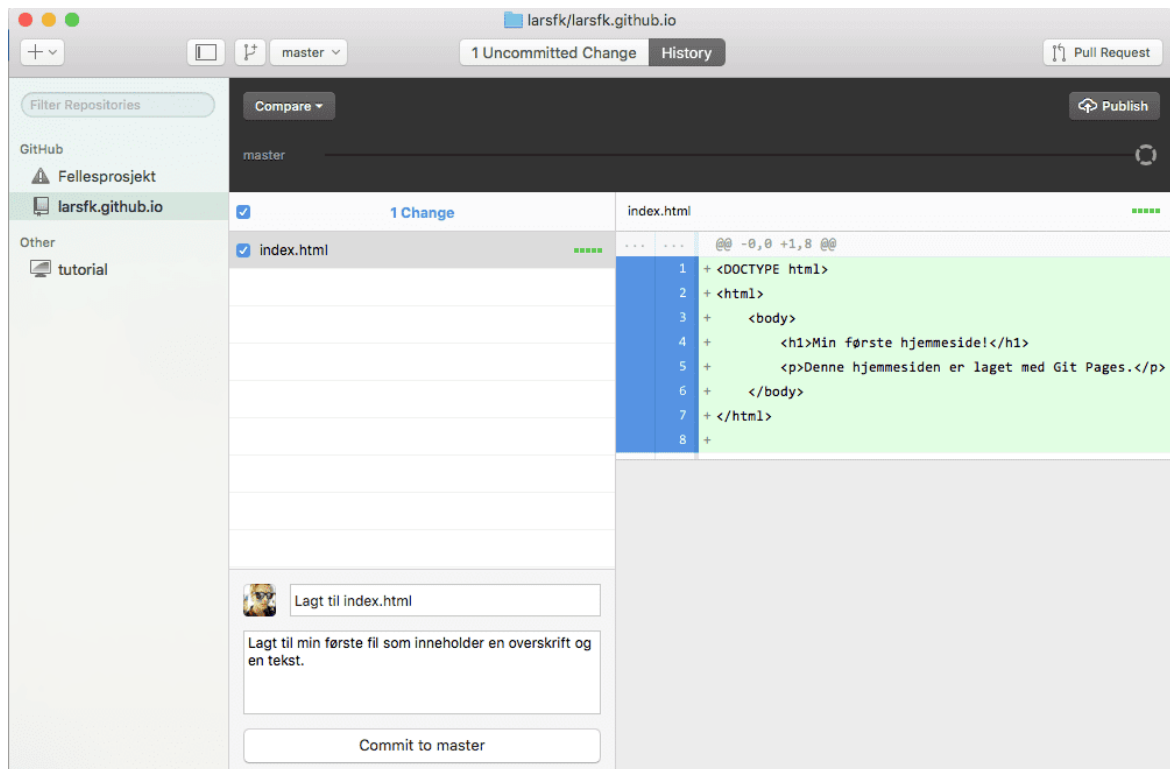 larsfk/larsfk.github.io
master
1 Uncommitted Change
History
Pull Request
Filter Repositories
GitHub
Fellesprosjekt
larsfk.github.io
Other
tutorial
Compare
Publish
master
1 Change
index.html
Lagt til index.html
Lagt til min første fil som inneholder en overskrift og
en tekst.
Commit to master
index.html
... ... @@ -0,0 +1,8 @@
1 + <DOCTYPE html>
2 + <html>
3 +     <body>
4 +         <h1>Min første hjemmeside!</h1>
5 +         <p>Denne hjemmesiden er laget med Git Pages.</p>
6 +     </body>
7 + </html>
8 +